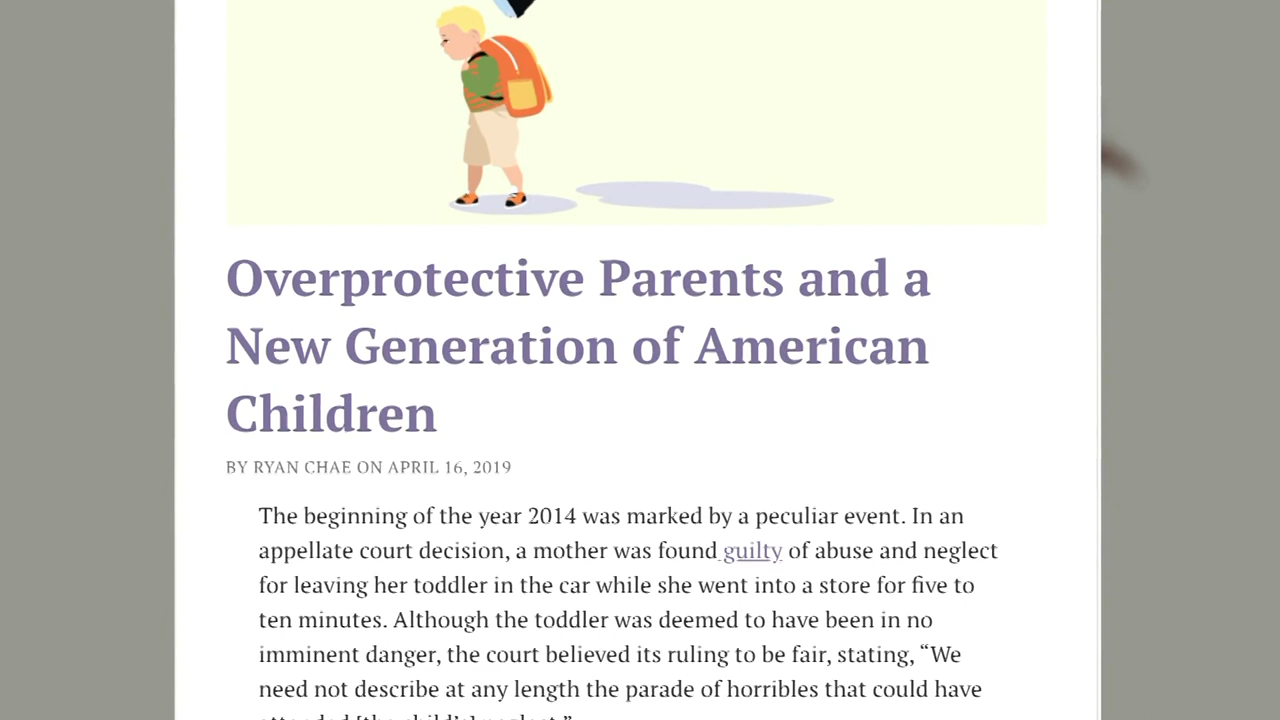 Overprotective Parents and a
New Generation of American
Children
BY RYAN CHAE ON APRIL 16, 2019
The beginning of the year 2014 was marked by a peculiar event. In an
appellate court decision, a mother was found guilty of abuse and neglect
for leaving her toddler in the car while she went into a store for five to
ten minutes. Although the toddler was deemed to have been in no
imminent danger, the court believed its ruling to be fair, stating, “We
need not describe at any length the parade of horribles that could have
attended [the child’s] neglect.”